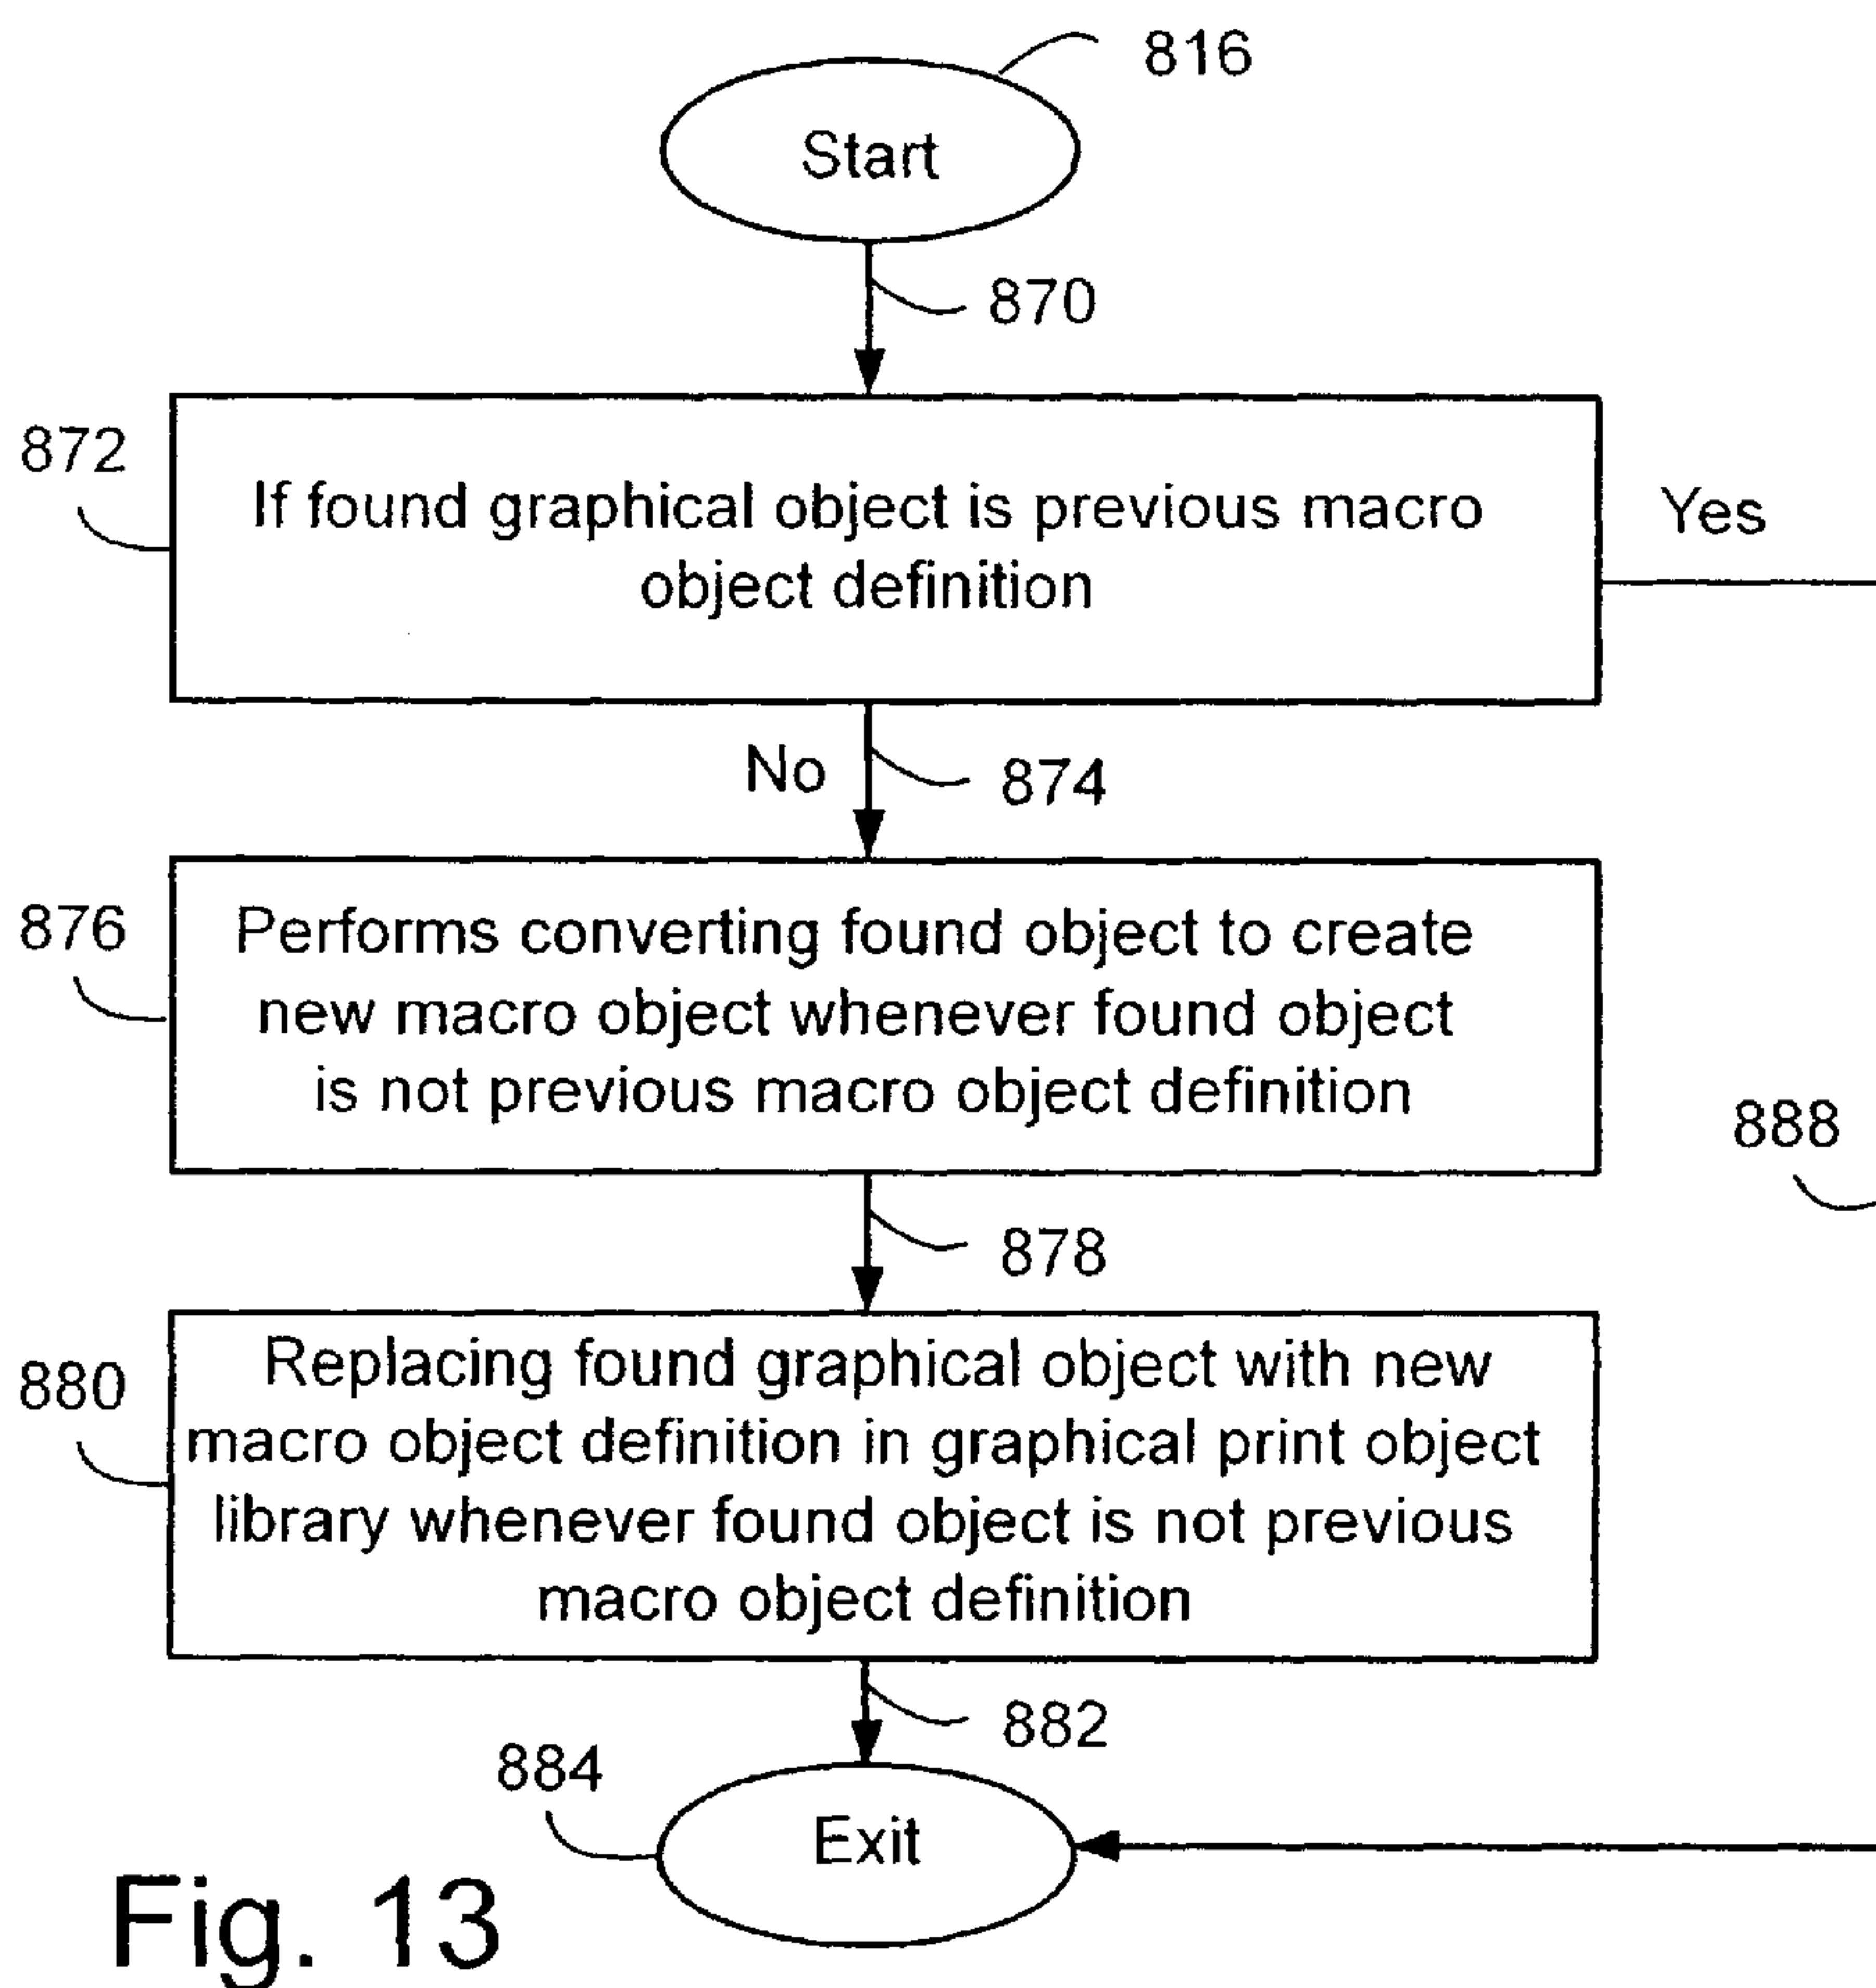 816
Start
870
872
If found graphical object is previous macro
object definition
Yes
No
874
876
Performs converting found object to create
new macro object whenever found object
is not previous macro object definition
888
878
880
Replacing found graphical object with new
macro object definition in graphical print object
library whenever found object is not previous
macro object definition
882
884
Exit
Fig. 13